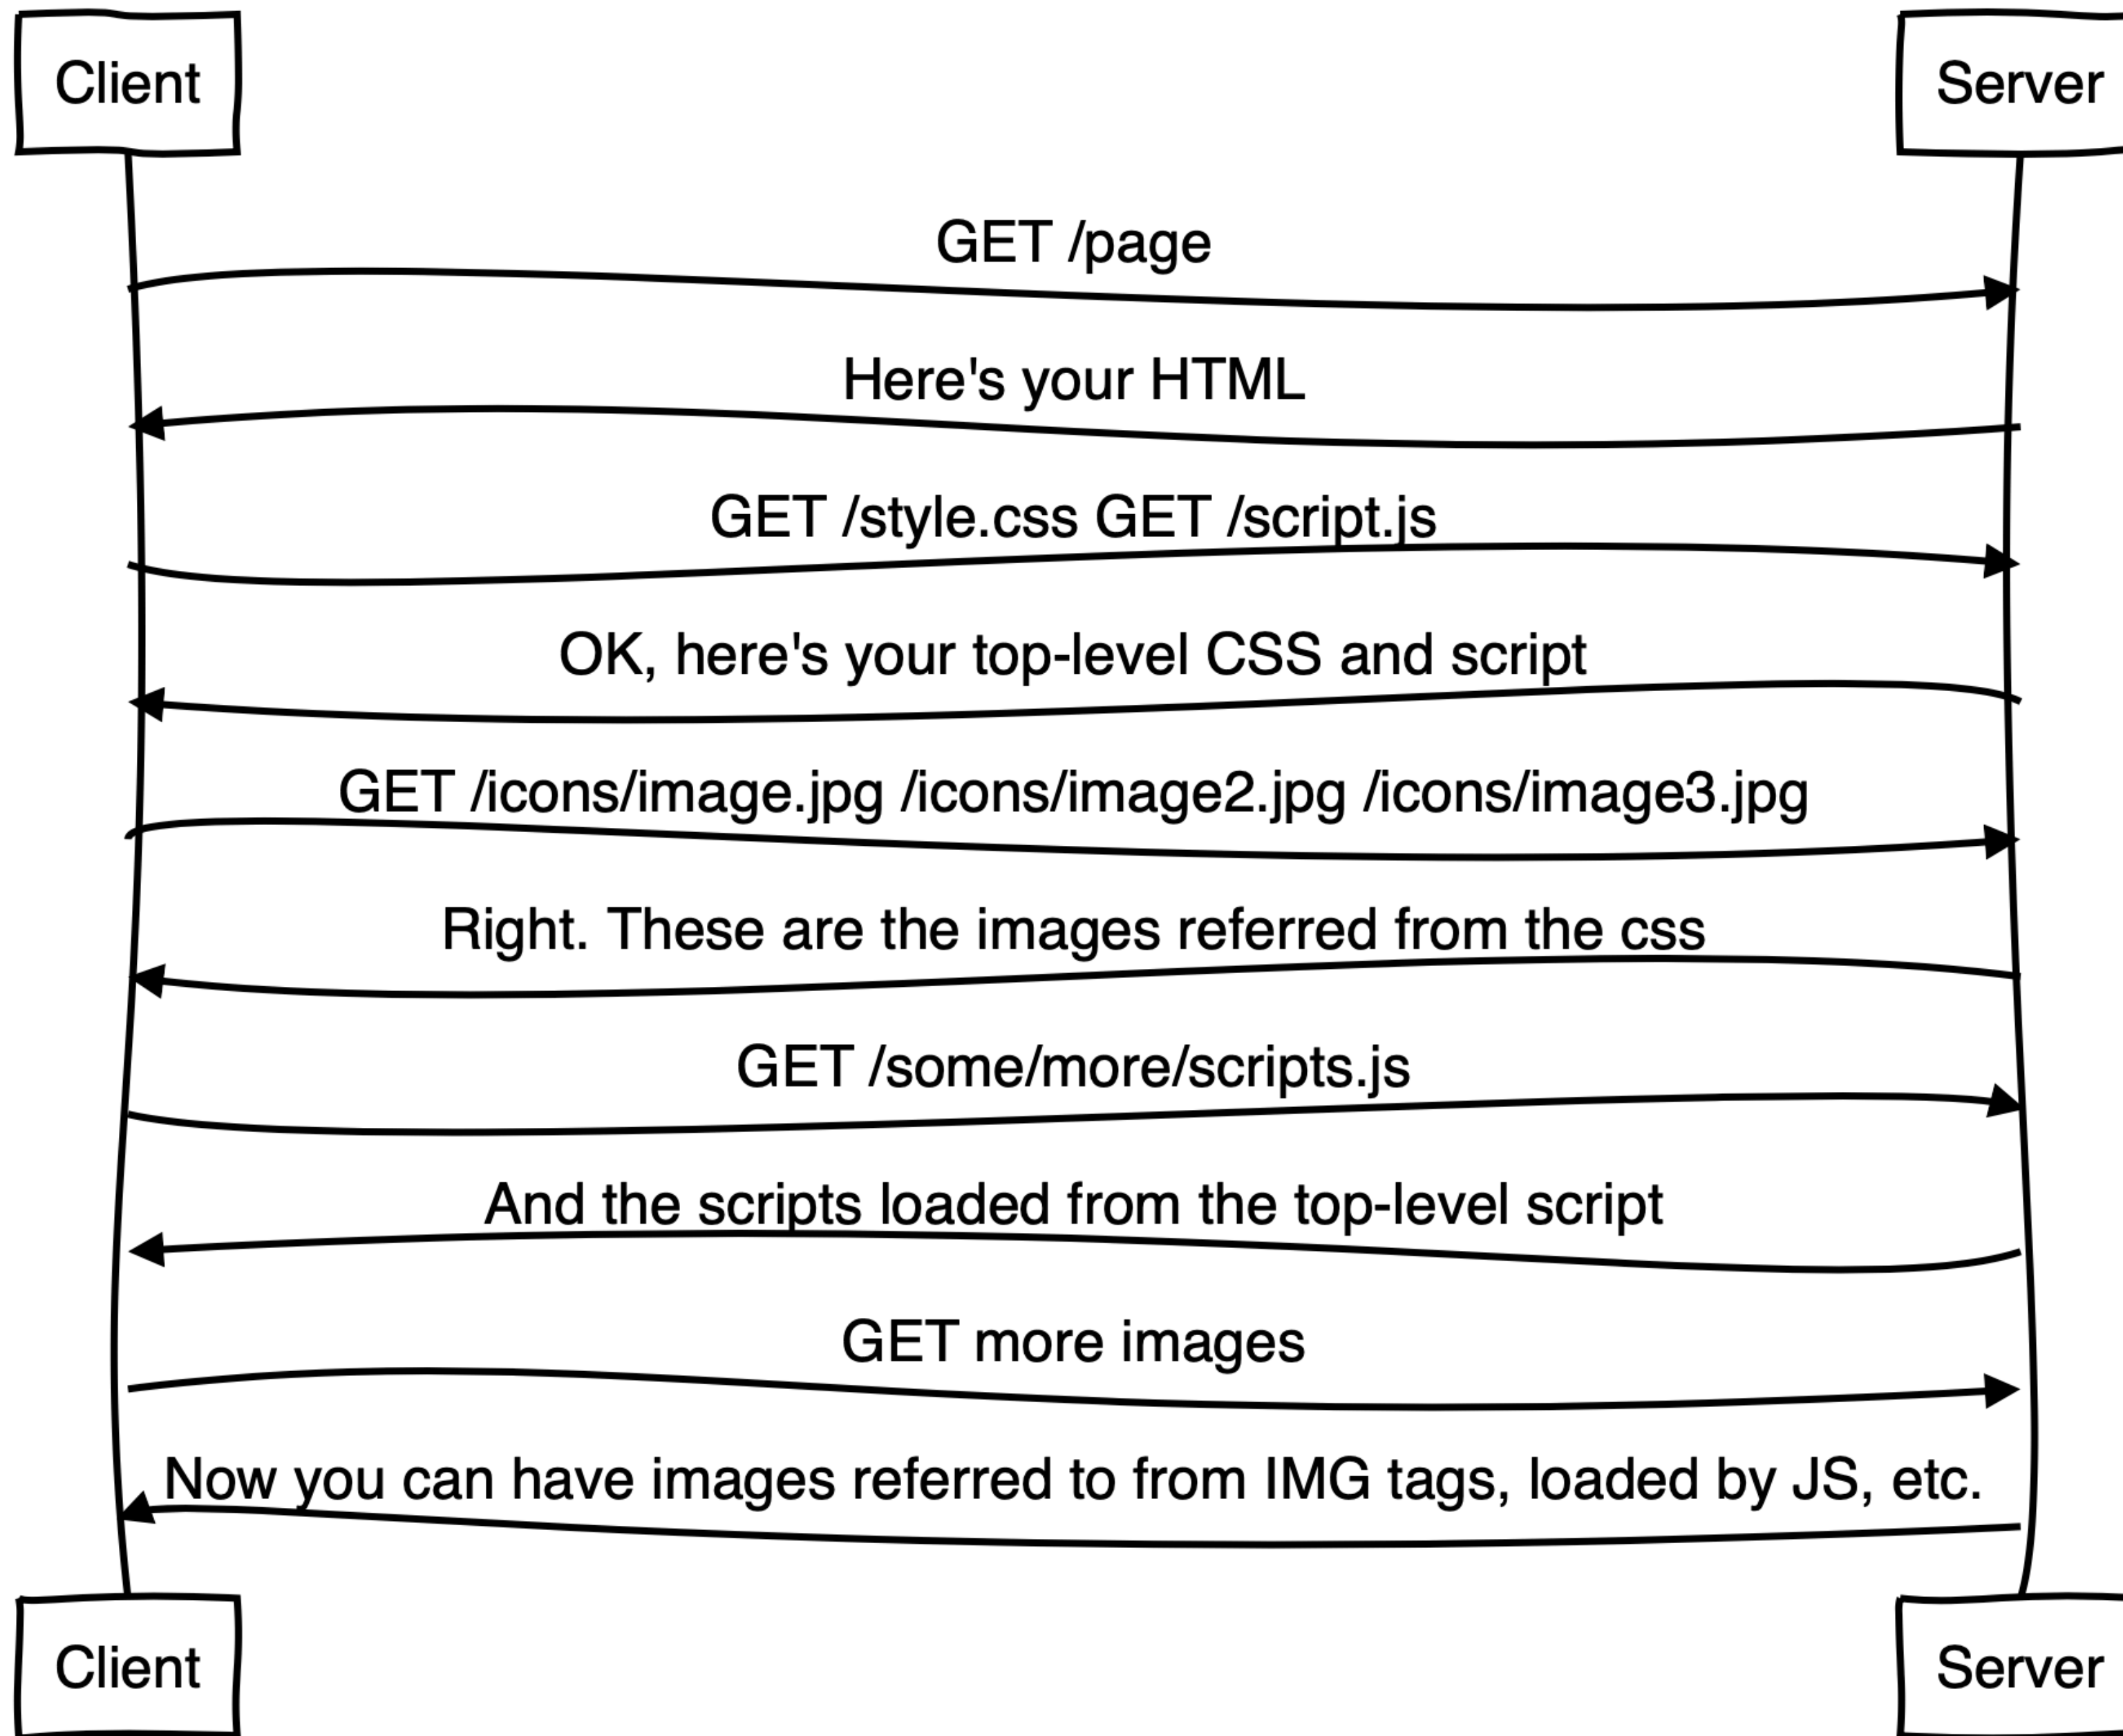 Client
Server
GET /page
Here's your HTML
GET /style.css GET /script.js
OK, here's your top-level CSS and script
GET /icons/image.jpg /icons/image2.jpg /icons/image3.jpg
Right. These are the images referred from the css
GET /some/more/scripts.js
And the scripts loaded from the top-level script
GET more images
Now you can have images referred to from IMG tags, loaded by JS, etc.
Client
Server